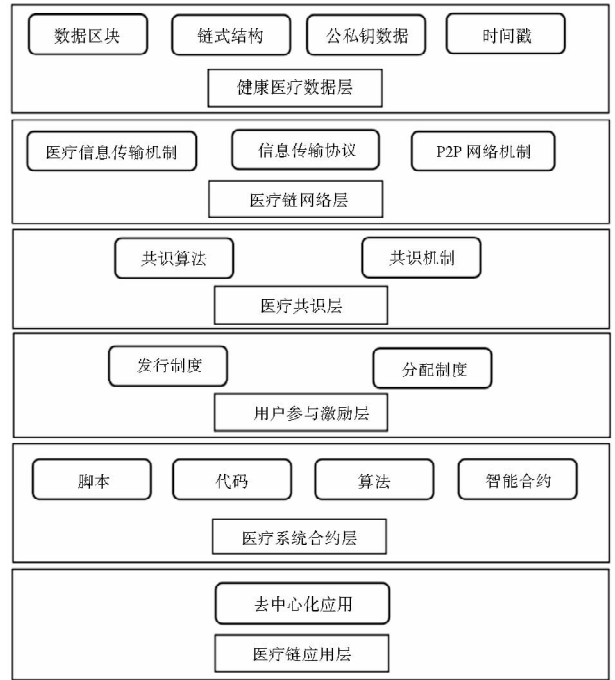 数据区块 链式结构 公私钥数据 时间戳
健康医疗数据层
医疗信息传输机制 信息传输协议 P2P 网络机制
医疗链网络层
共识算法 共识机制
医疗共识层
发行制度 分配制度
用户参与激励层
脚本 代码 算法 智能合约
医疗系统合约层
去中心化应用
医疗链应用层